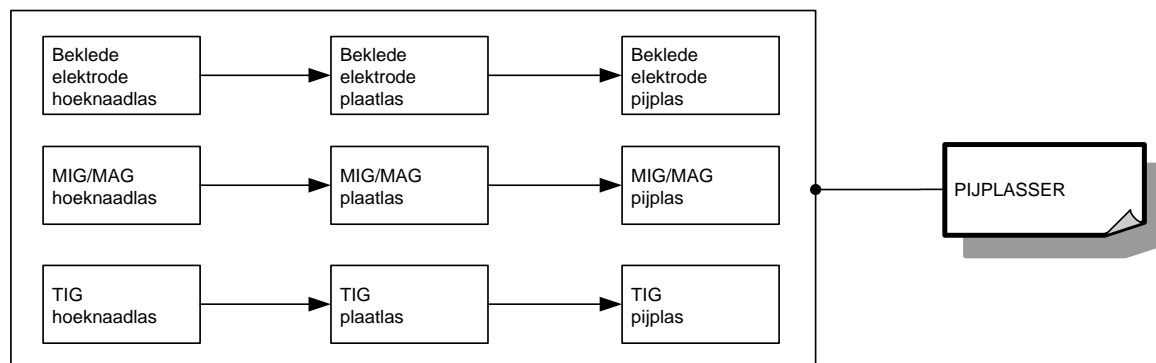 Beklede
elektrode
hoeknaadlas
Beklede
elektrode
plaatlas
Beklede
elektrode
pijplas
MIG/MAG
hoeknaadlas
MIG/MAG
plaatlas
MIG/MAG
pijplas
PIJPLASSER
TIG
hoeknaadlas
TIG
plaatlas
TIG
pijplas